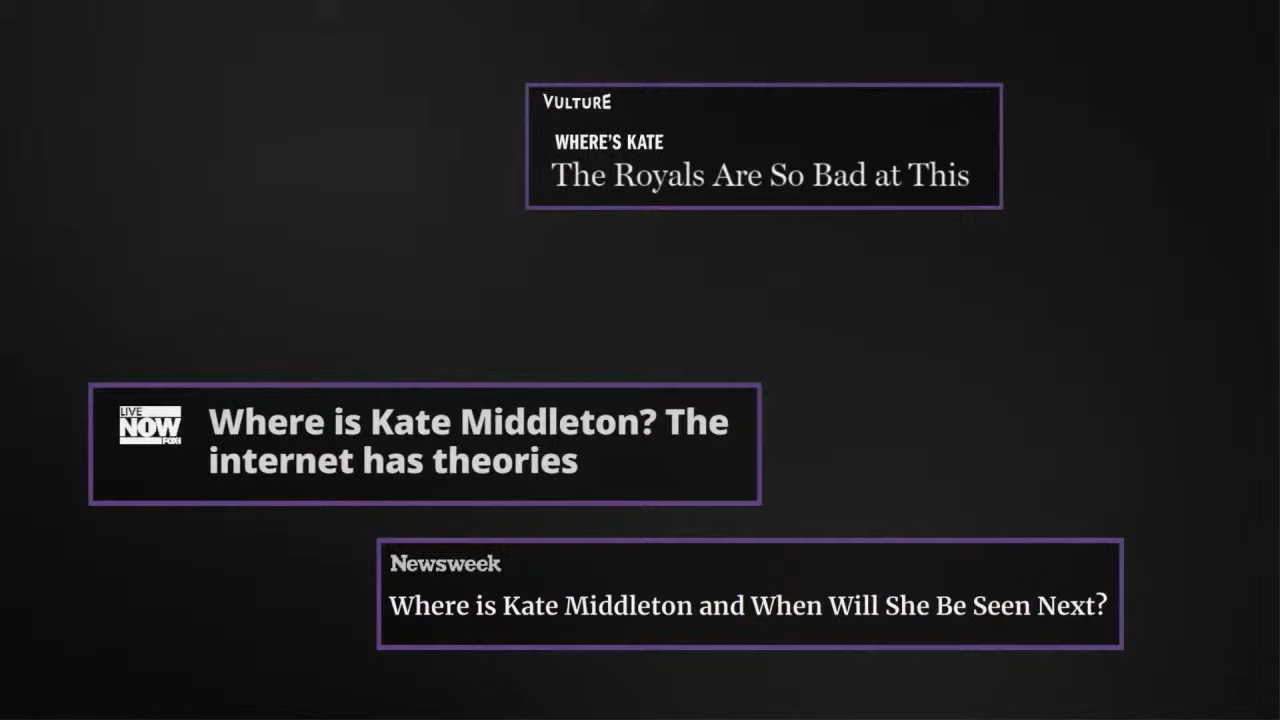 VULTURE
WHERE'S KATE
The Royals Are So Bad at This
LIVE
NOW
FOX
Where is Kate Middleton? The
internet has theories
Newsweek
Where is Kate Middleton and When Will She Be Seen Next?